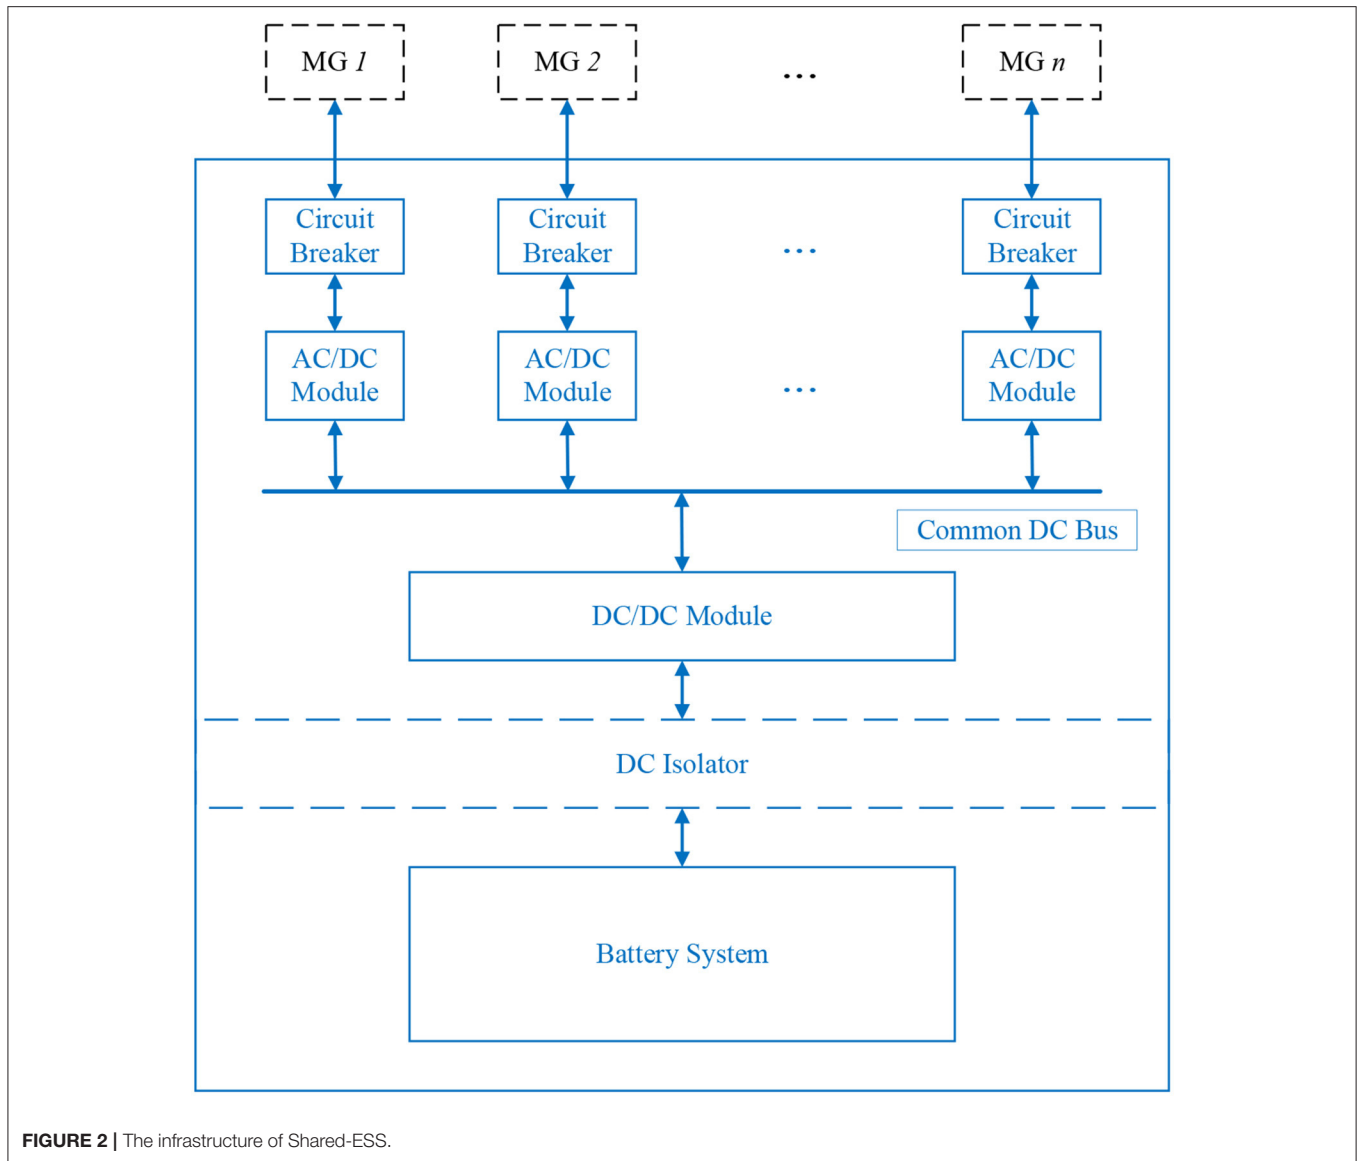 MG 1
MG 2
...
MG n
Circuit
Breaker
Circuit
Breaker
...
Circuit
Breaker
AC/DC
Module
AC/DC
Module
...
AC/DC
Module
Common DC Bus
DC/DC Module
DC Isolator
Battery System
FIGURE 2 | The infrastructure of Shared-ESS.